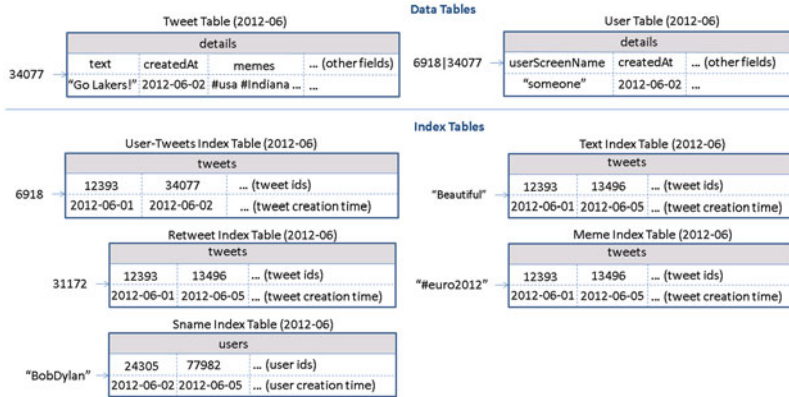 Data Tables
Tweet Table (2012-06)
details
34077
text createdAt memes ... (other fields)
"Go Lakers!" 2012-06-02 #usa #Indiana ... ...
User Table (2012-06)
details
6918|34077
userScreenName createdAt ... (other fields)
"someone" 2012-06-02 ...
Index Tables
User-Tweets Index Table (2012-06)
tweets
6918
12393 34077 ... (tweet ids)
2012-06-01 2012-06-02 ... (tweet creation time)
Text Index Table (2012-06)
tweets
"Beautiful"
12393 13496 ... (tweet ids)
2012-06-01 2012-06-05 ... (tweet creation time)
Retweet Index Table (2012-06)
tweets
31172
12393 13496 ... (tweet ids)
2012-06-01 2012-06-05 ... (tweet creation time)
Meme Index Table (2012-06)
tweets
"#euro2012"
12393 13496 ... (tweet ids)
2012-06-01 2012-06-05 ... (tweet creation time)
Sname Index Table (2012-06)
users
"BobDylan"
24305 77982 ... (user ids)
2012-06-02 2012-06-05 ... (user creation time)